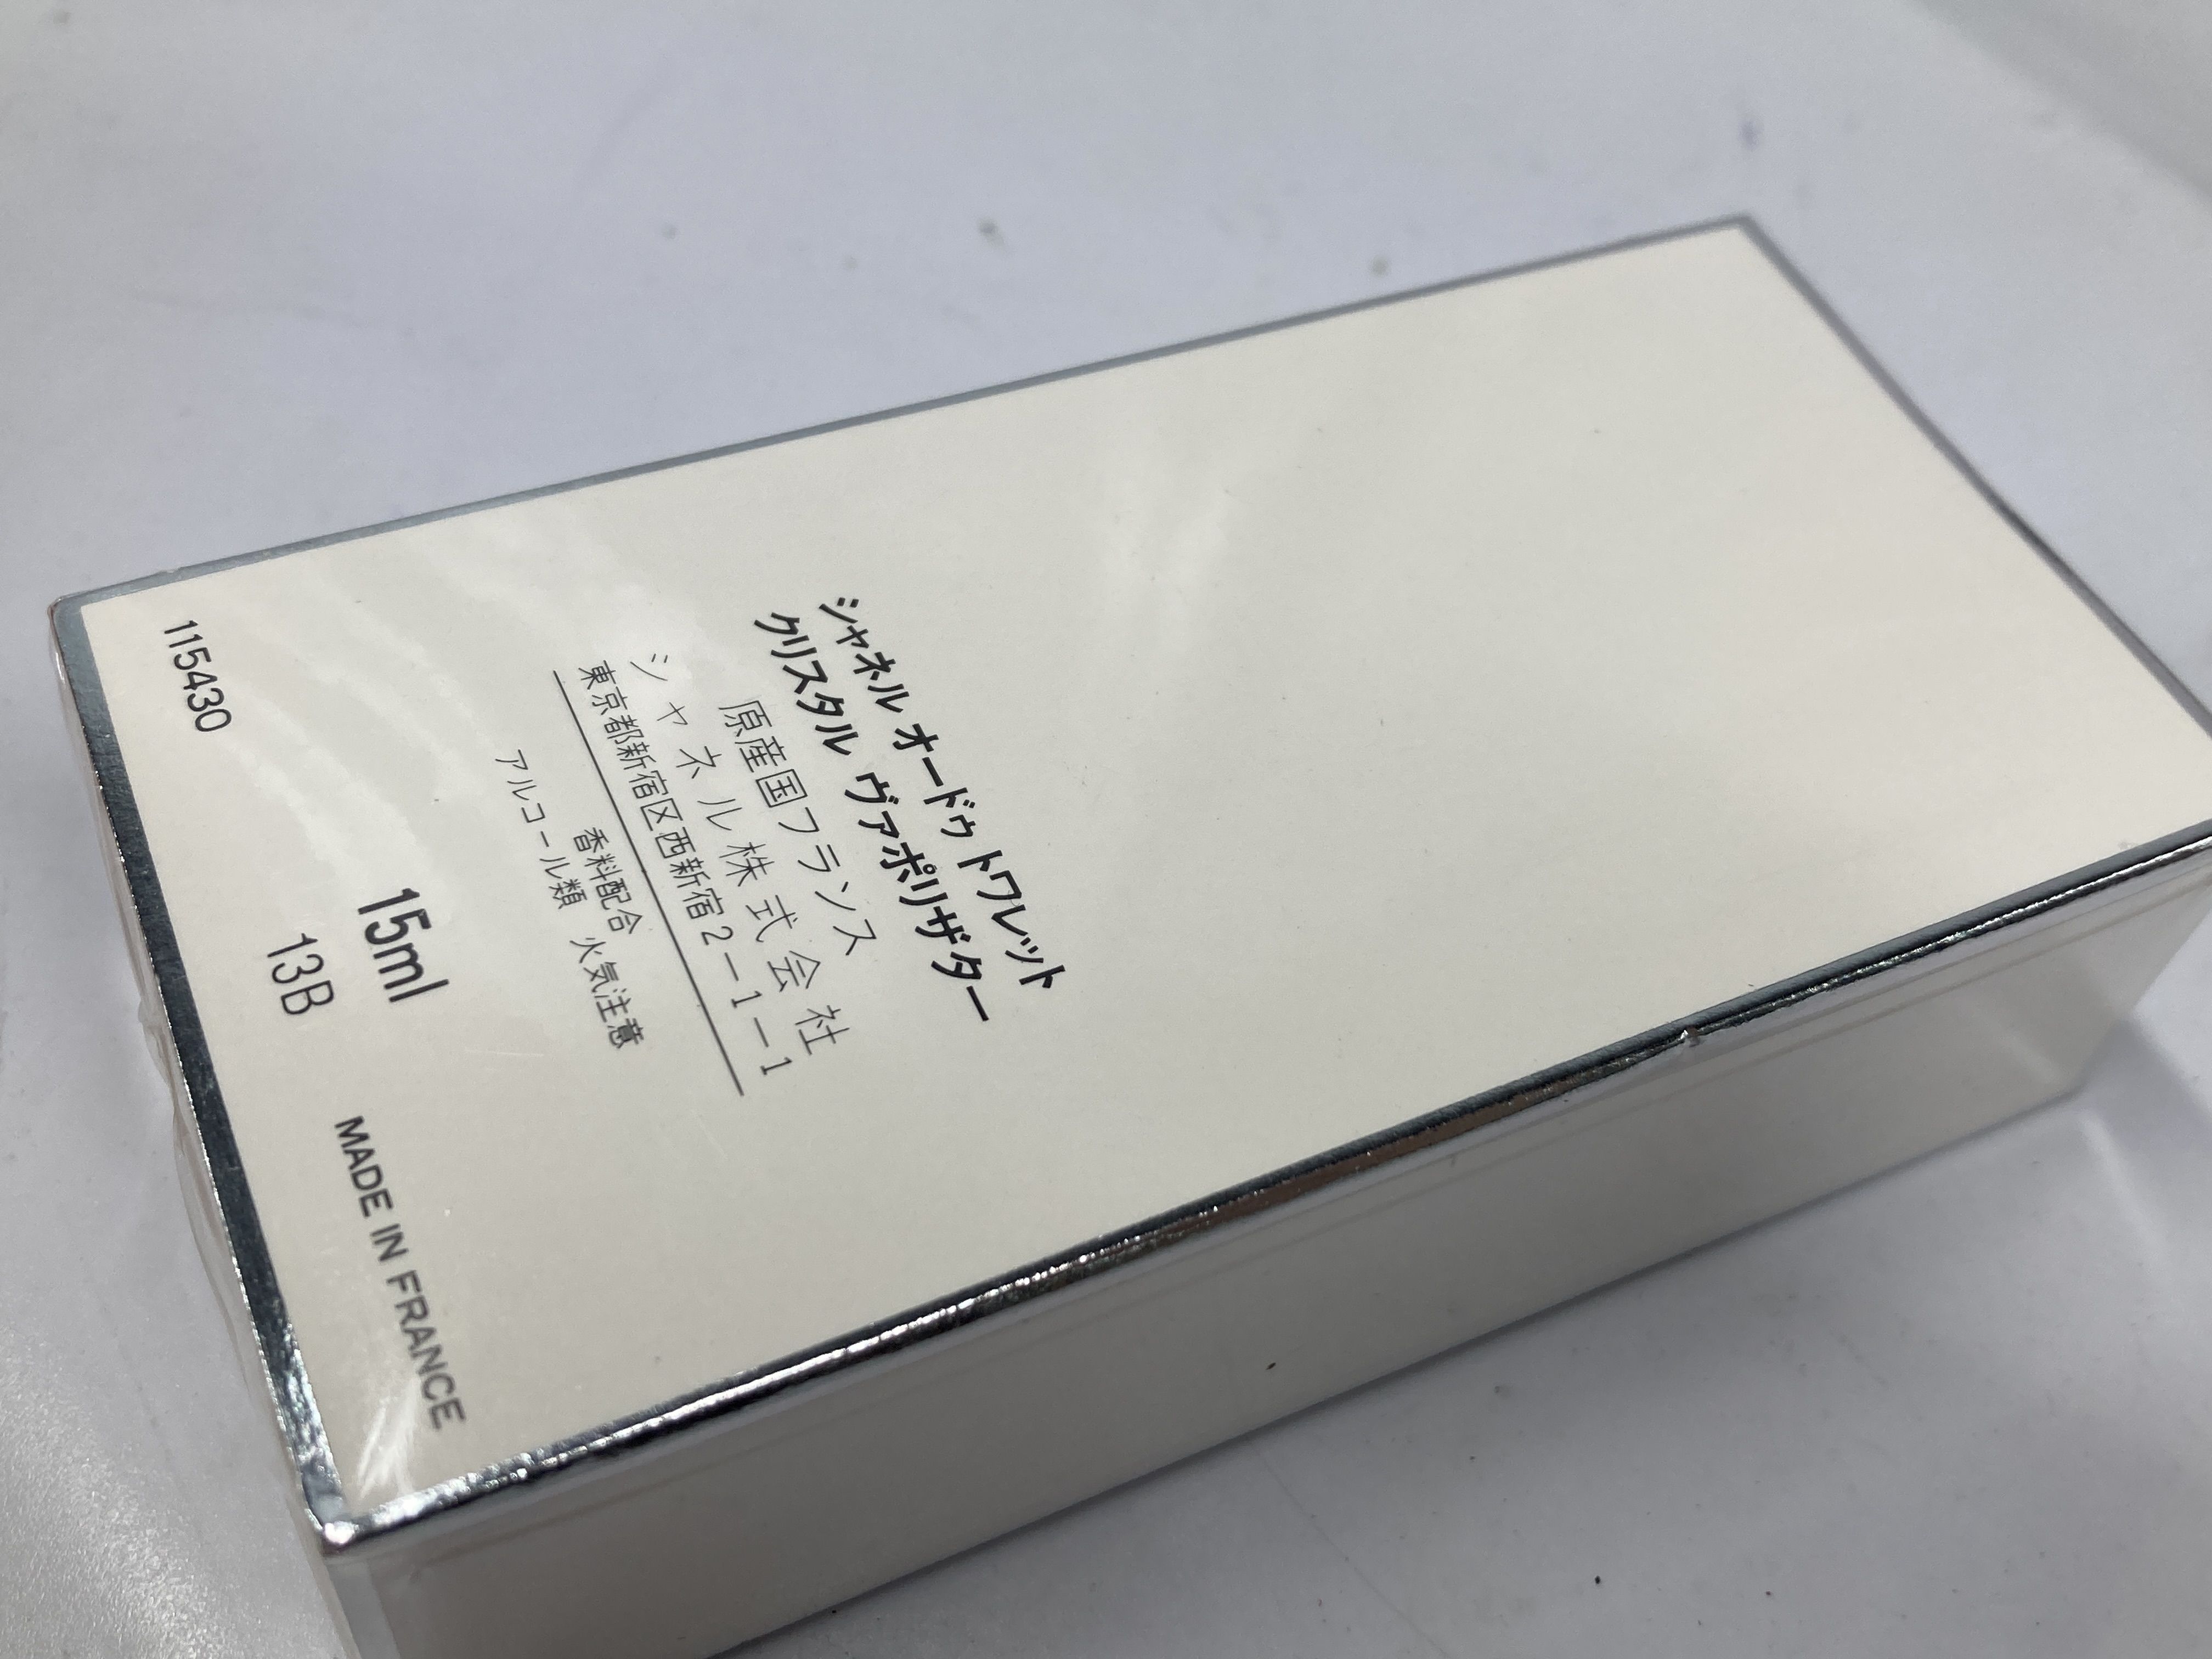 シャネル オードゥ トワレット
クリスタル ヴァポリザター
原産国フランス
シャネル株式会社
東京都新宿区西新宿2ー1ー1
香料配合
アルコール類 火気注意
15ml
13B
115430
MADE IN FRANCE